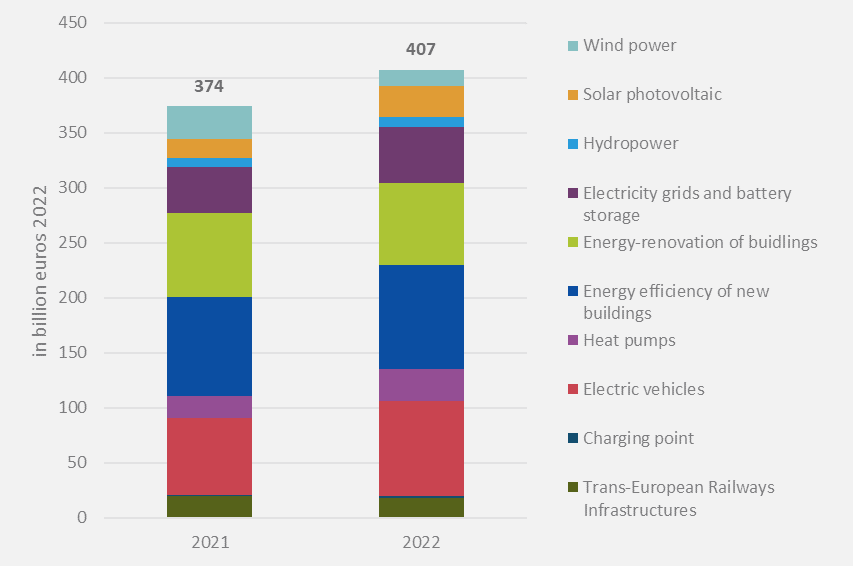 in billion euros 2022
450
400
350
300
250
200
150
100
50
0
374
407
2021
2022
Wind power
Solar photovoltaic
Hydropower
Electricity grids and battery
storage
Energy-renovation of buidlings
Energy efficiency of new
buildings
Heat pumps
Electric vehicles
Charging point
Trans-European Railways
Infrastructures